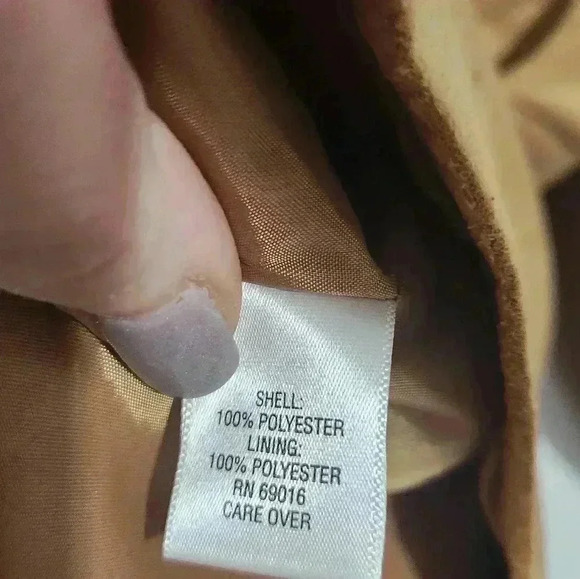 SHELL:
100% POLYESTER
LINING:
100% POLYESTER
RN 69016
CARE OVER